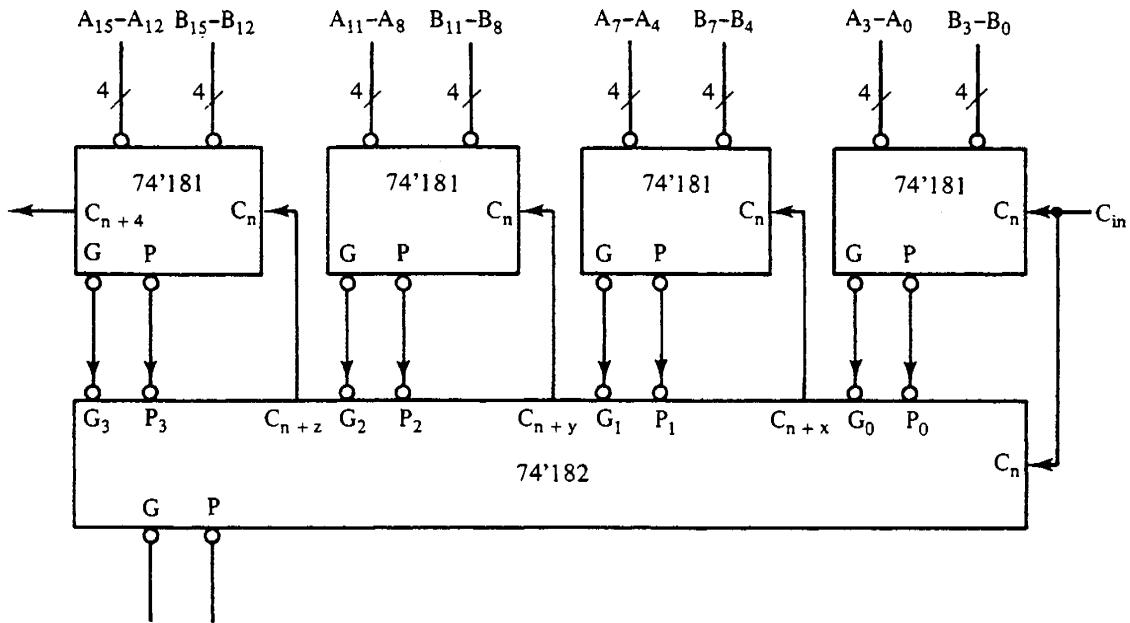 A₁₅–A₁₂ B₁₅–B₁₂ A₁₁–A₈ B₁₁–B₈ A₇–A₄ B₇–B₄ A₃–A₀ B₃–B₀
4 4 4 4 4 4 4 4
74'181 74'181 74'181 74'181
Cₙ₊₄ Cₙ Cₙ Cₙ Cₙ Cᵢₙ
G P G P G P G P
G₃ P₃ Cₙ₊z G₂ P₂ Cₙ₊y G₁ P₁ Cₙ₊ₓ G₀ P₀
Cₙ
74'182
G P